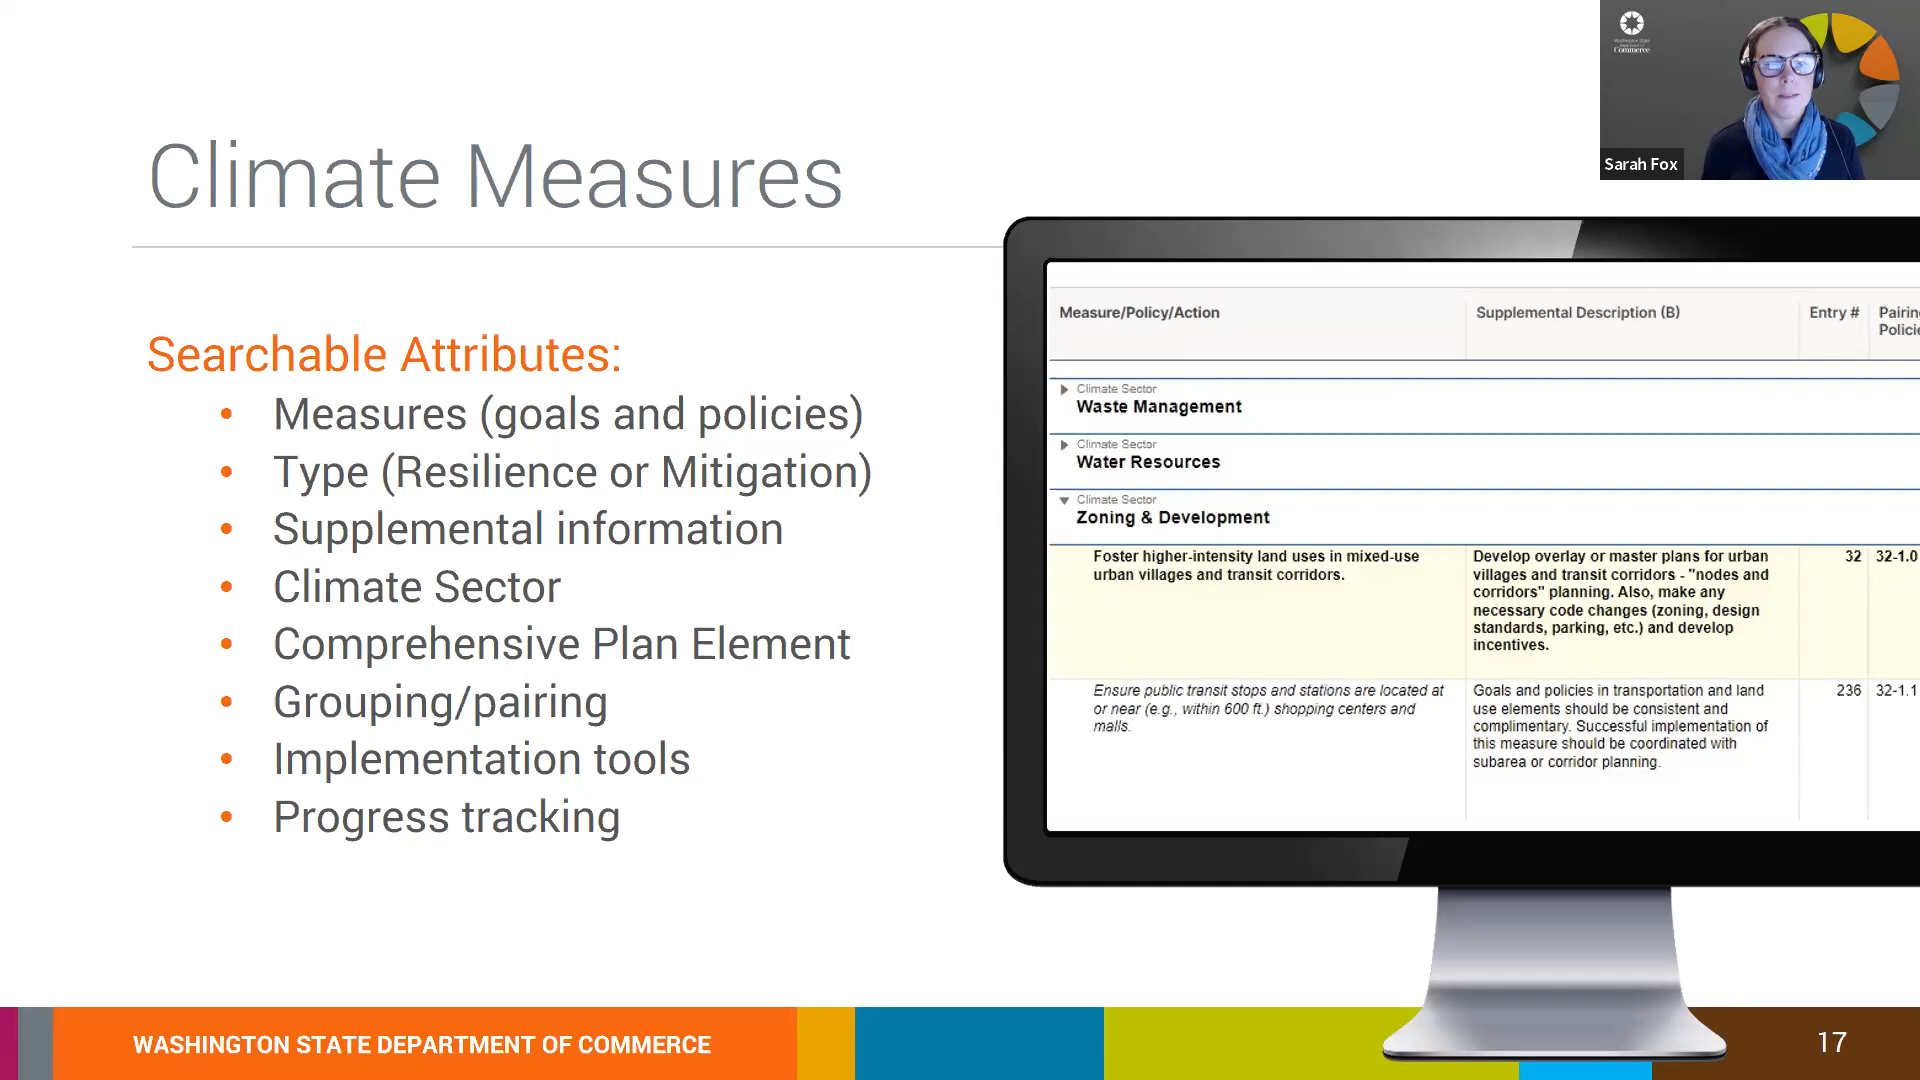 Climate Measures
Searchable Attributes:
• Measures (goals and policies)
• Type (Resilience or Mitigation)
• Supplemental information
• Climate Sector
• Comprehensive Plan Element
• Grouping/pairing
• Implementation tools
• Progress tracking
Washington State
Department of
Commerce
Sarah Fox
Measure/Policy/Action
Supplemental Description (B)
Entry #
Climate Sector
Waste Management
Climate Sector
Water Resources
Climate Sector
Zoning & Development
Foster higher-intensity land uses in mixed-use
urban villages and transit corridors.
Develop overlay or master plans for urban
villages and transit corridors - "nodes and
corridors" planning. Also, make any
necessary code changes (zoning, design
standards, parking, etc.) and develop
incentives.
32
32-1.0
Ensure public transit stops and stations are located at
or near (e.g., within 600 ft.) shopping centers and
malls.
Goals and policies in transportation and land
use elements should be consistent and
complimentary. Successful implementation of
this measure should be coordinated with
subarea or corridor planning.
236
32-1.1
WASHINGTON STATE DEPARTMENT OF COMMERCE
17